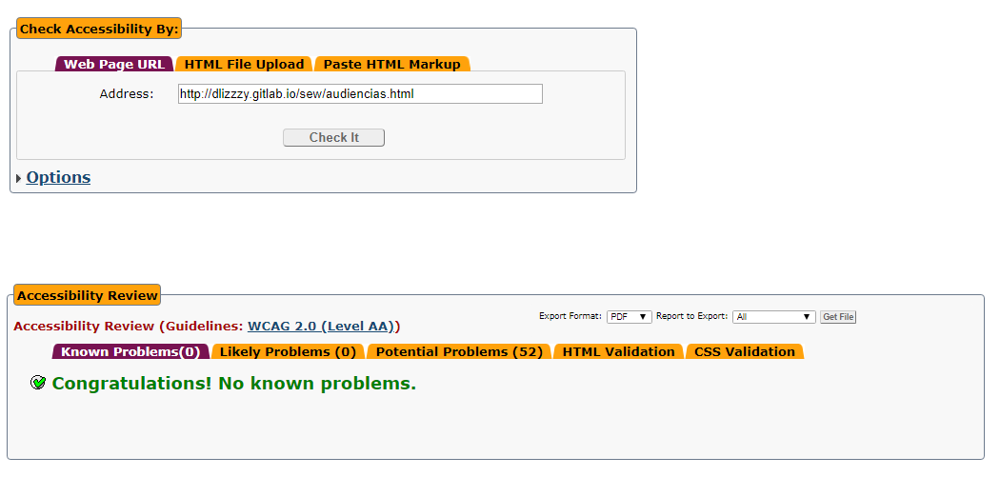 Check Accessibility By:
Web Page URL HTML File Upload Paste HTML Markup
Address: http://dlizzzy.gitlab.io/sew/audiencias.html
Check It
Options
Accessibility Review
Export Format: PDF Report to Export: All Get File
Accessibility Review (Guidelines: WCAG 2.0 (Level AA))
Known Problems(0) Likely Problems (0) Potential Problems (52) HTML Validation CSS Validation
Congratulations! No known problems.